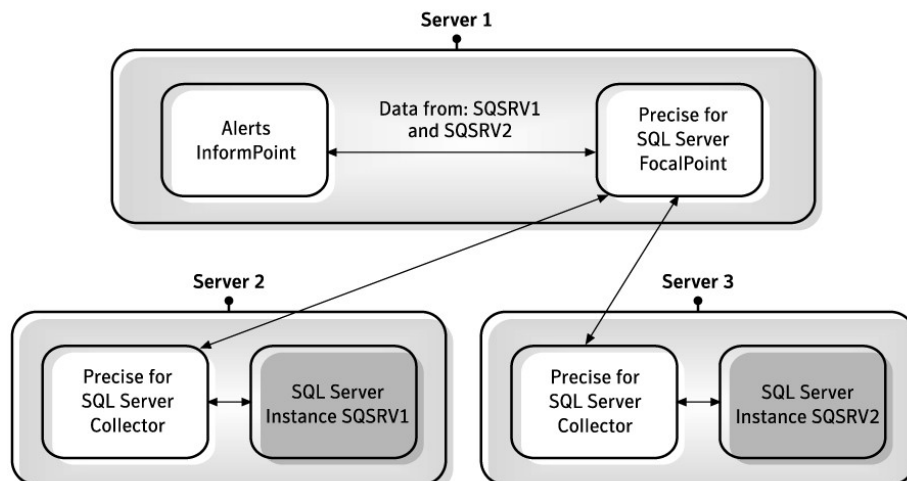 Server 1
Alerts
InformPoint
Data from: SQSRV1
and SQSRV2
Precise for
SQL Server
FocalPoint
Server 2
Precise for
SQL Server
Collector
SQL Server
Instance SQSRV1
Server 3
Precise for
SQL Server
Collector
SQL Server
Instance SQSRV2